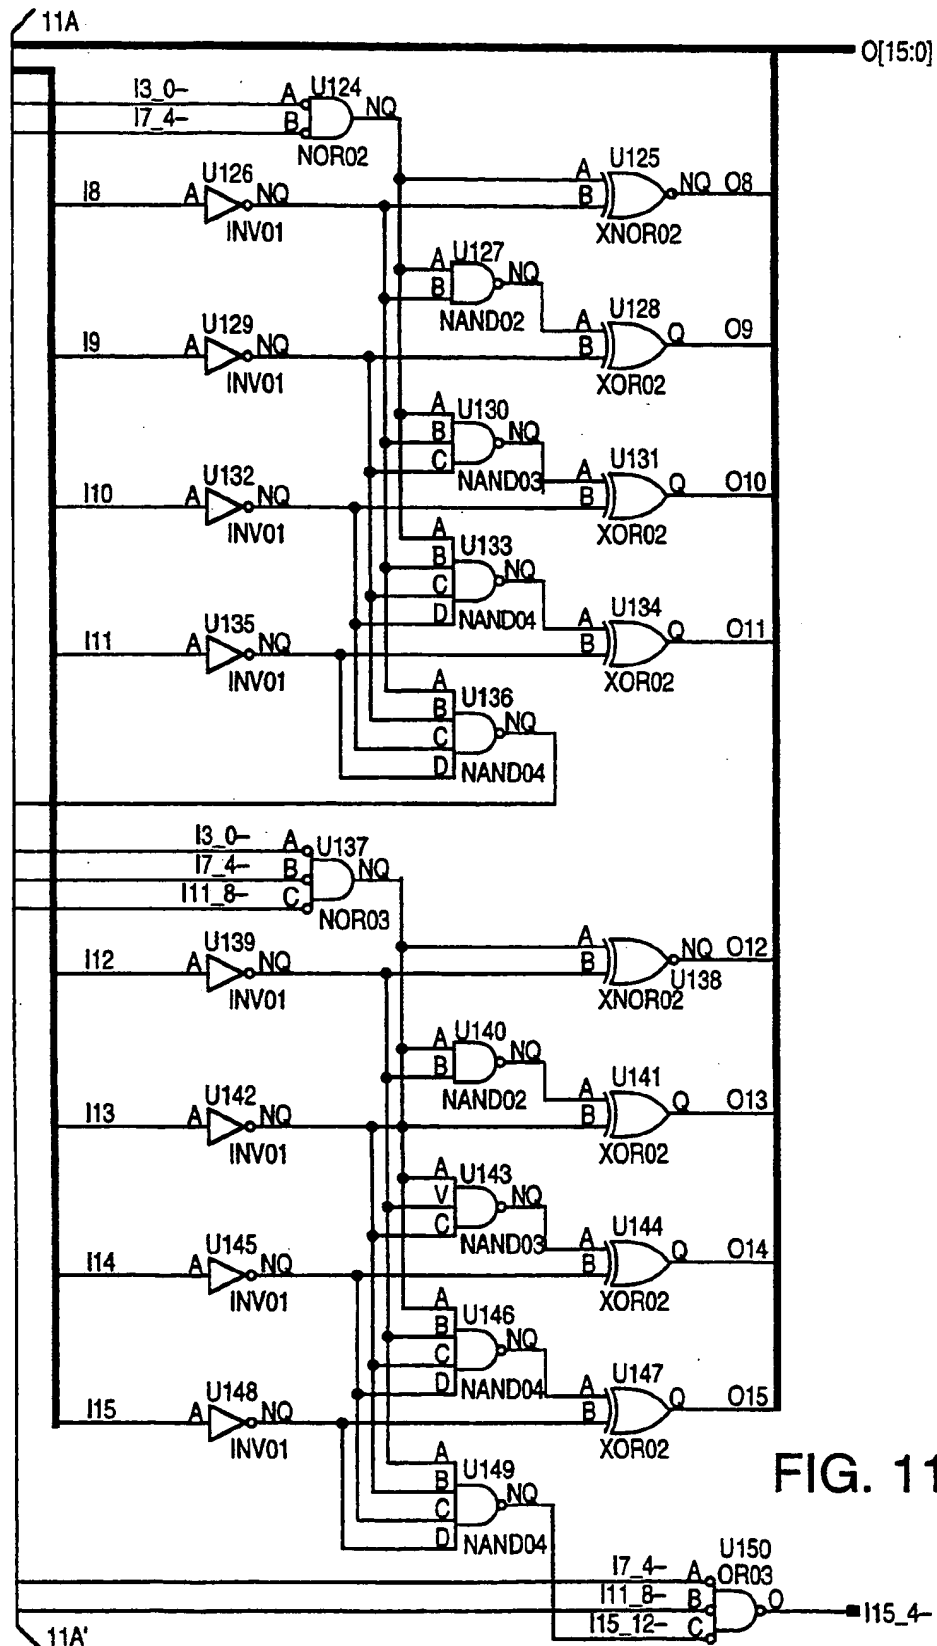 11A
O[15:0]
I3_0-
A
U124
NQ
I7_4-
B
NOR02
U125
A
NQ
O8
B
XNOR02
U126
I8
A
NQ
INV01
U127
A
NQ
B
NAND02
U128
A
Q
O9
B
XOR02
U129
I9
A
NQ
INV01
A
U130
B
NQ
C
NAND03
U131
A
Q
O10
B
XOR02
U132
I10
A
NQ
INV01
A
U133
B
NQ
C
D
NAND04
U134
A
Q
O11
B
XOR02
U135
I11
A
NQ
INV01
A
U136
B
NQ
C
D
NAND04
I3_0-
A
U137
I7_4-
B
NQ
I11_8-
C
NOR03
A
NQ
O12
B
U138
XNOR02
U139
I12
A
NQ
INV01
U140
A
NQ
B
NAND02
U141
A
Q
O13
B
XOR02
U142
I13
A
NQ
INV01
A
U143
V
NQ
C
NAND03
U144
A
Q
O14
B
XOR02
U145
I14
A
NQ
INV01
A
U146
B
NQ
C
D
NAND04
U147
A
Q
O15
B
XOR02
U148
I15
A
NQ
INV01
A
U149
B
NQ
C
D
NAND04
FIG. 11
U150
OR03
I7_4-
A
I11_8-
B
O
I15_4-
I15_12-
C
11A'